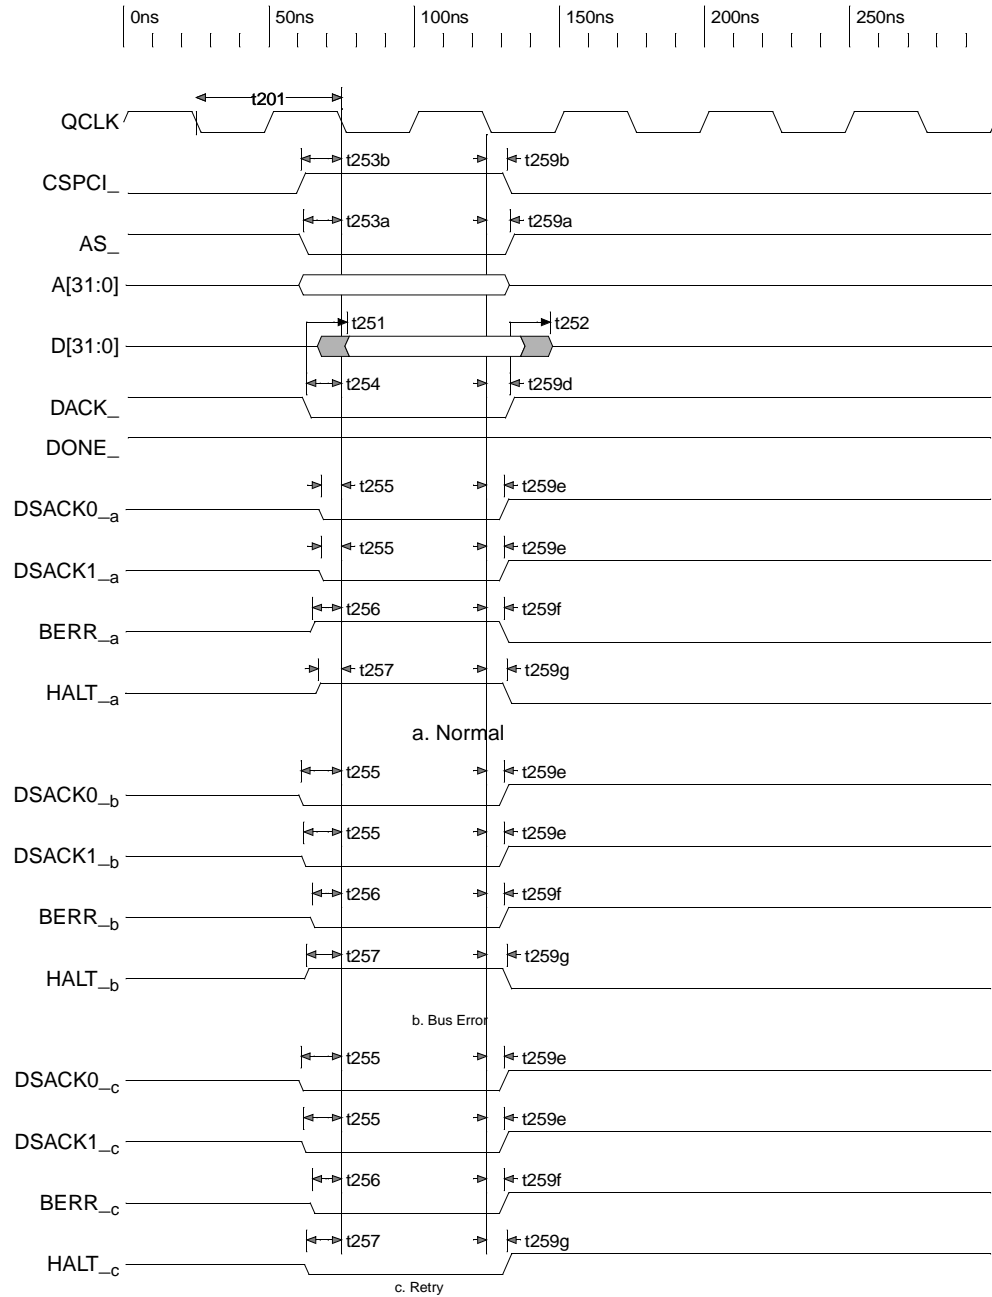 0ns 50ns 100ns 150ns 200ns 250ns
t201
QCLK
t253b t259b
CSPCI_
t253a t259a
AS_
A[31:0]
t251 t252
D[31:0]
t254 t259d
DACK_
DONE_
t255 t259e
DSACK0_a
t255 t259e
DSACK1_a
t256 t259f
BERR_a
t257 t259g
HALT_a
a. Normal
t255 t259e
DSACK0_b
t255 t259e
DSACK1_b
t256 t259f
BERR_b
t257 t259g
HALT_b
b. Bus Error
t255 t259e
DSACK0_c
t255 t259e
DSACK1_c
t256 t259f
BERR_c
t257 t259g
HALT_c
c. Retry